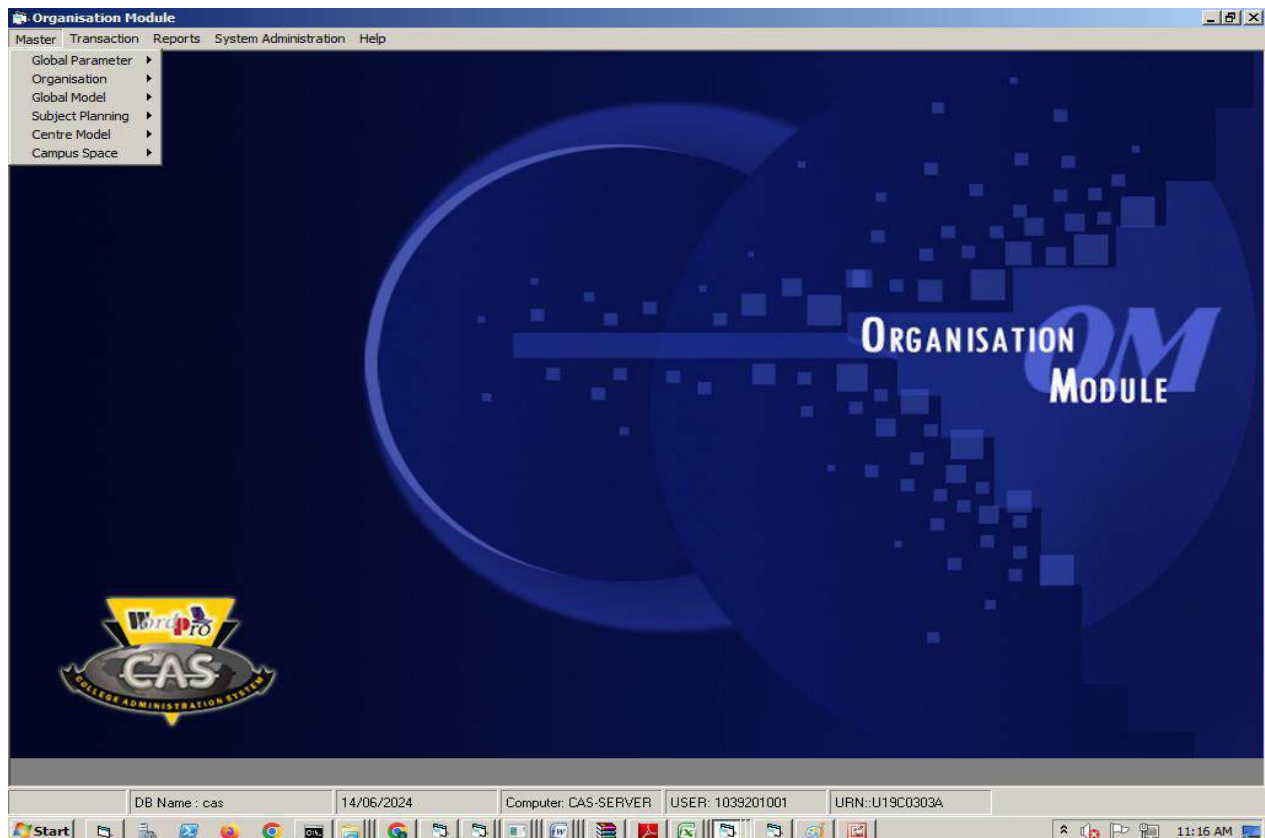 Organisation Module
Master Transaction Reports System Administration Help
Global Parameter
Organisation
Global Model
Subject Planning
Centre Model
Campus Space
ORGANISATION OM
MODULE
Wordpro
CAS
COLLEGE ADMINISTRATION SYSTEM
DB Name : cas 14/06/2024 Computer: CAS-SERVER USER: 1039201001 URN::U19C0303A
Start 11:16 AM